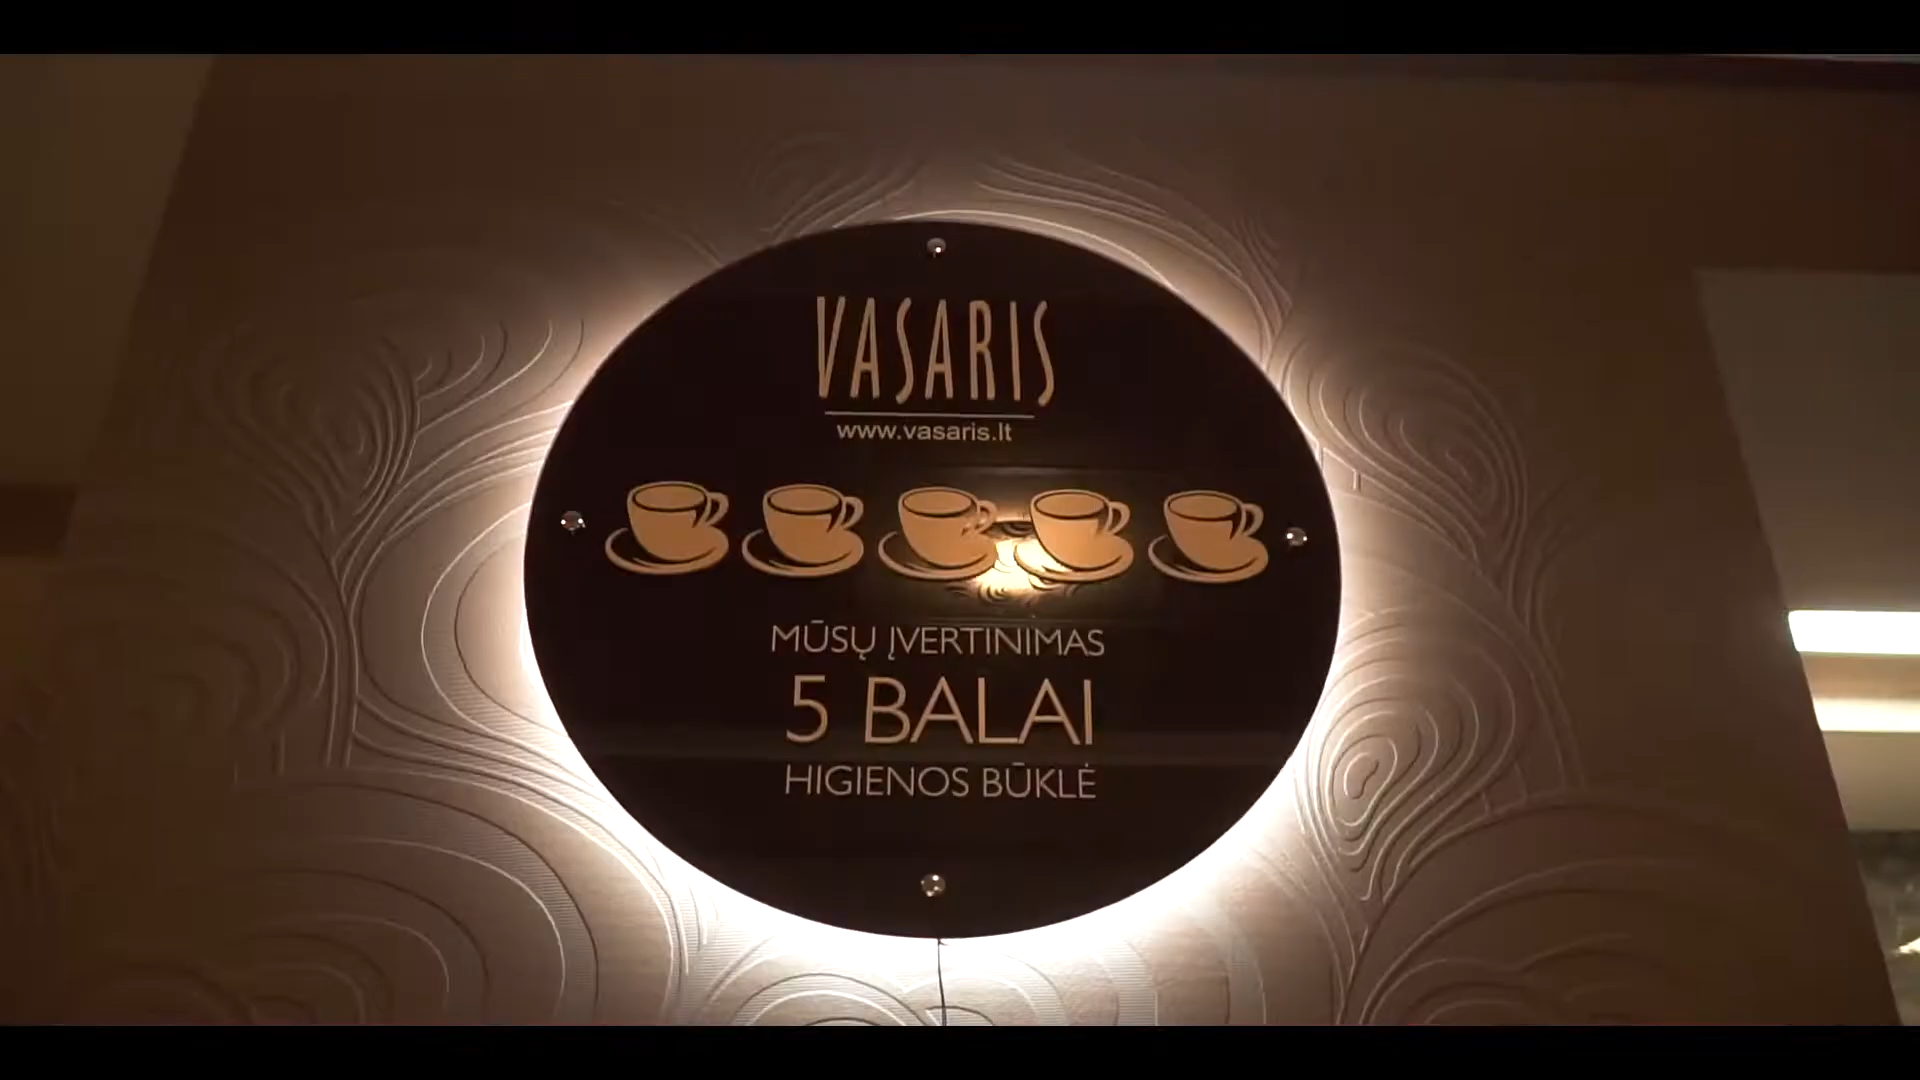 VASARIS
www.vasaris.lt
MŪSŲ ĮVERTINIMAS
5 BALAI
HIGIENOS BŪKLĖ